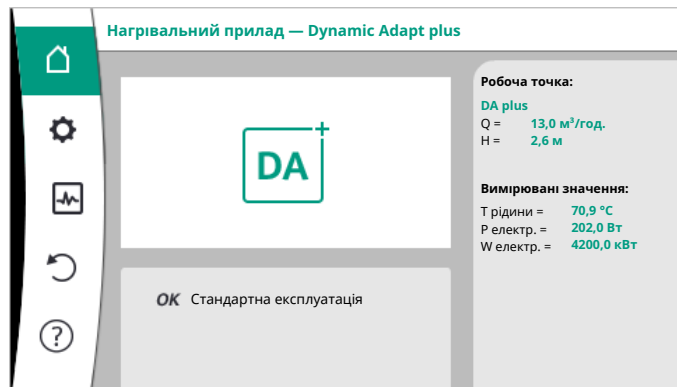 Нагрівальний прилад — Dynamic Adapt plus
DA
OK Стандартна експлуатація
Робоча точка:
DA plus
Q = 13,0 м³/год.
H = 2,6 м
Вимірювані значення:
Т рідини = 70,9 °C
Р електр. = 202,0 Вт
W електр. = 4200,0 кВт